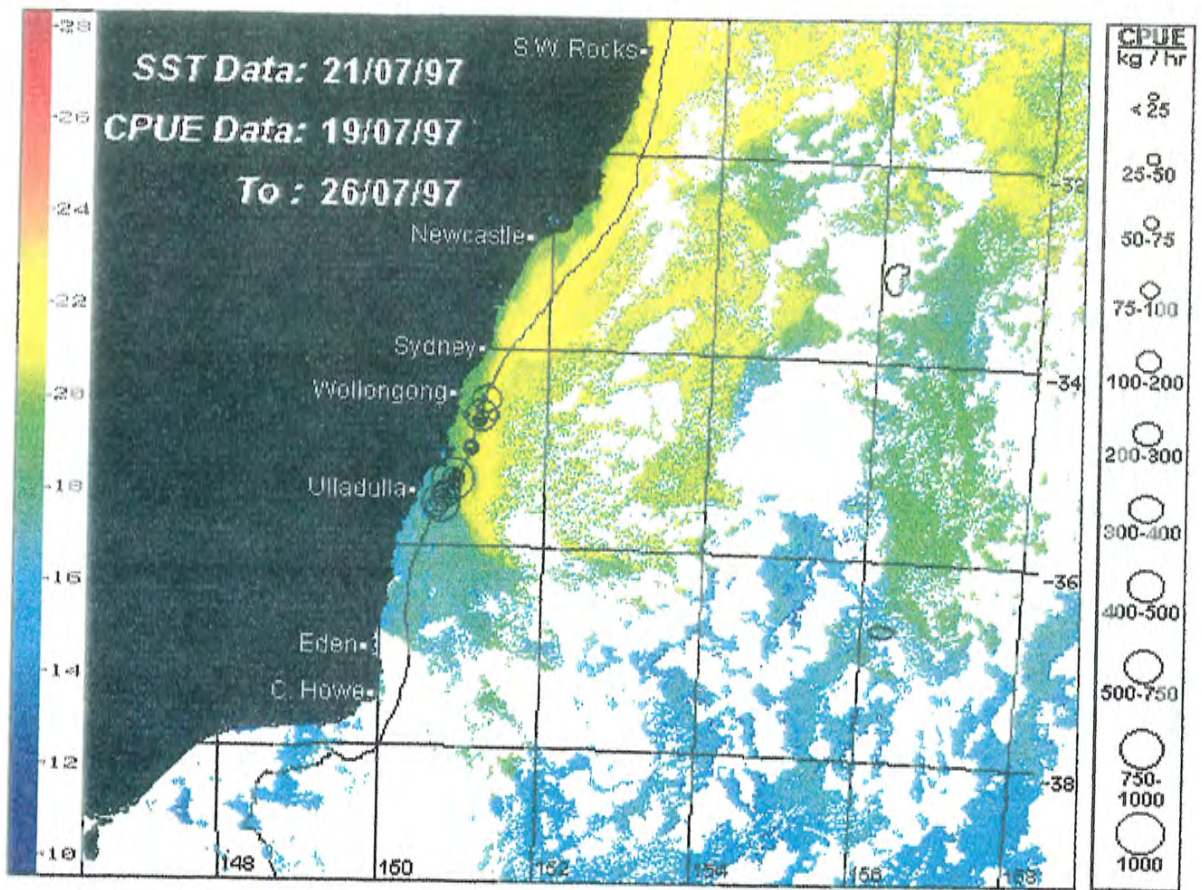 SST Data: 21/07/97
CPUE Data: 19/07/97
To : 26/07/97
S.W. Rocks
Newcastle
Sydney
Wollongong
Ulladulla
Eden
C. Howe
-28
-26
-24
-22
-20
-18
-16
-14
-12
-10
-32
-34
-36
-38
148
150
152
154
156
158
CPUE
kg / hr
< 25
25-50
50-75
75-100
100-200
200-300
300-400
400-500
500-750
750-
1000
1000